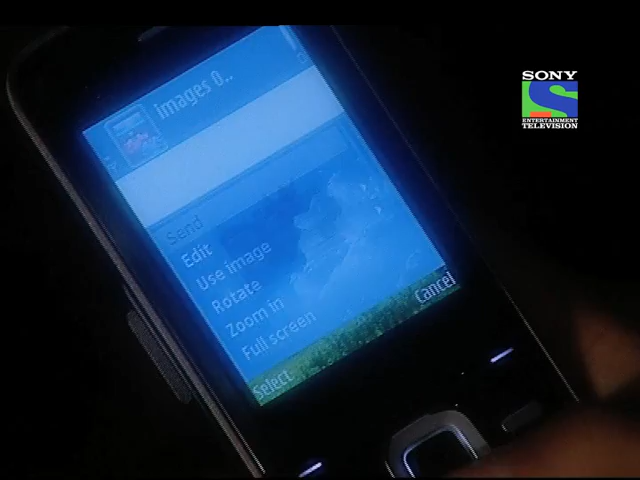 images 0...
SONY
ENTERTAINMENT
TELEVISION
Send
Edit
Use image
Rotate
Zoom in
Full screen
Select
Cancel